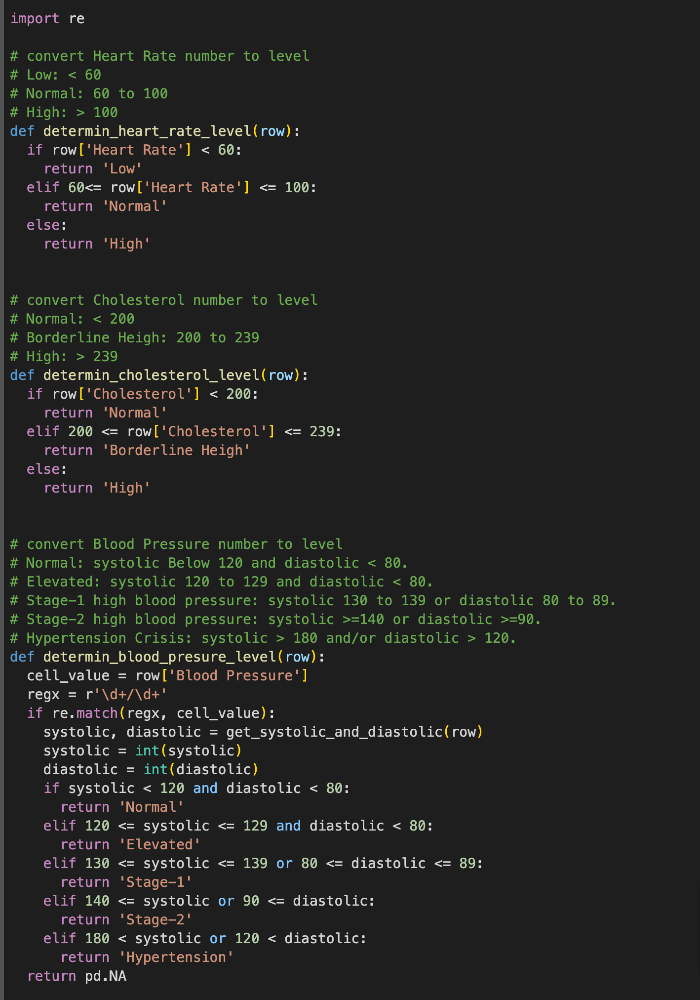 import re

# convert Heart Rate number to level
# Low: < 60
# Normal: 60 to 100
# High: > 100
def determin_heart_rate_level(row):
  if row['Heart Rate'] < 60:
    return 'Low'
  elif 60<= row['Heart Rate'] <= 100:
    return 'Normal'
  else:
    return 'High'


# convert Cholesterol number to level
# Normal: < 200
# Borderline Heigh: 200 to 239
# High: > 239
def determin_cholesterol_level(row):
  if row['Cholesterol'] < 200:
    return 'Normal'
  elif 200 <= row['Cholesterol'] <= 239:
    return 'Borderline Heigh'
  else:
    return 'High'


# convert Blood Pressure number to level
# Normal: systolic Below 120 and diastolic < 80.
# Elevated: systolic 120 to 129 and diastolic < 80.
# Stage-1 high blood pressure: systolic 130 to 139 or diastolic 80 to 89.
# Stage-2 high blood pressure: systolic >=140 or diastolic >=90.
# Hypertension Crisis: systolic > 180 and/or diastolic > 120.
def determin_blood_presure_level(row):
  cell_value = row['Blood Pressure']
  regx = r'\d+/\d+'
  if re.match(regx, cell_value):
    systolic, diastolic = get_systolic_and_diastolic(row)
    systolic = int(systolic)
    diastolic = int(diastolic)
    if systolic < 120 and diastolic < 80:
      return 'Normal'
    elif 120 <= systolic <= 129 and diastolic < 80:
      return 'Elevated'
    elif 130 <= systolic <= 139 or 80 <= diastolic <= 89:
      return 'Stage-1'
    elif 140 <= systolic or 90 <= diastolic:
      return 'Stage-2'
    elif 180 < systolic or 120 < diastolic:
      return 'Hypertension'
  return pd.NA